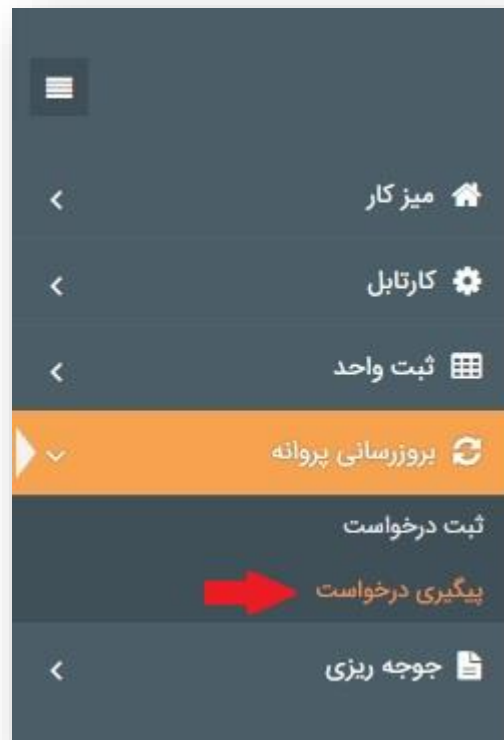 میز کار
کارتابل
ثبت واحد
بروزرسانی پروانه
ثبت درخواست
پیگیری درخواست
جوجه ریزی